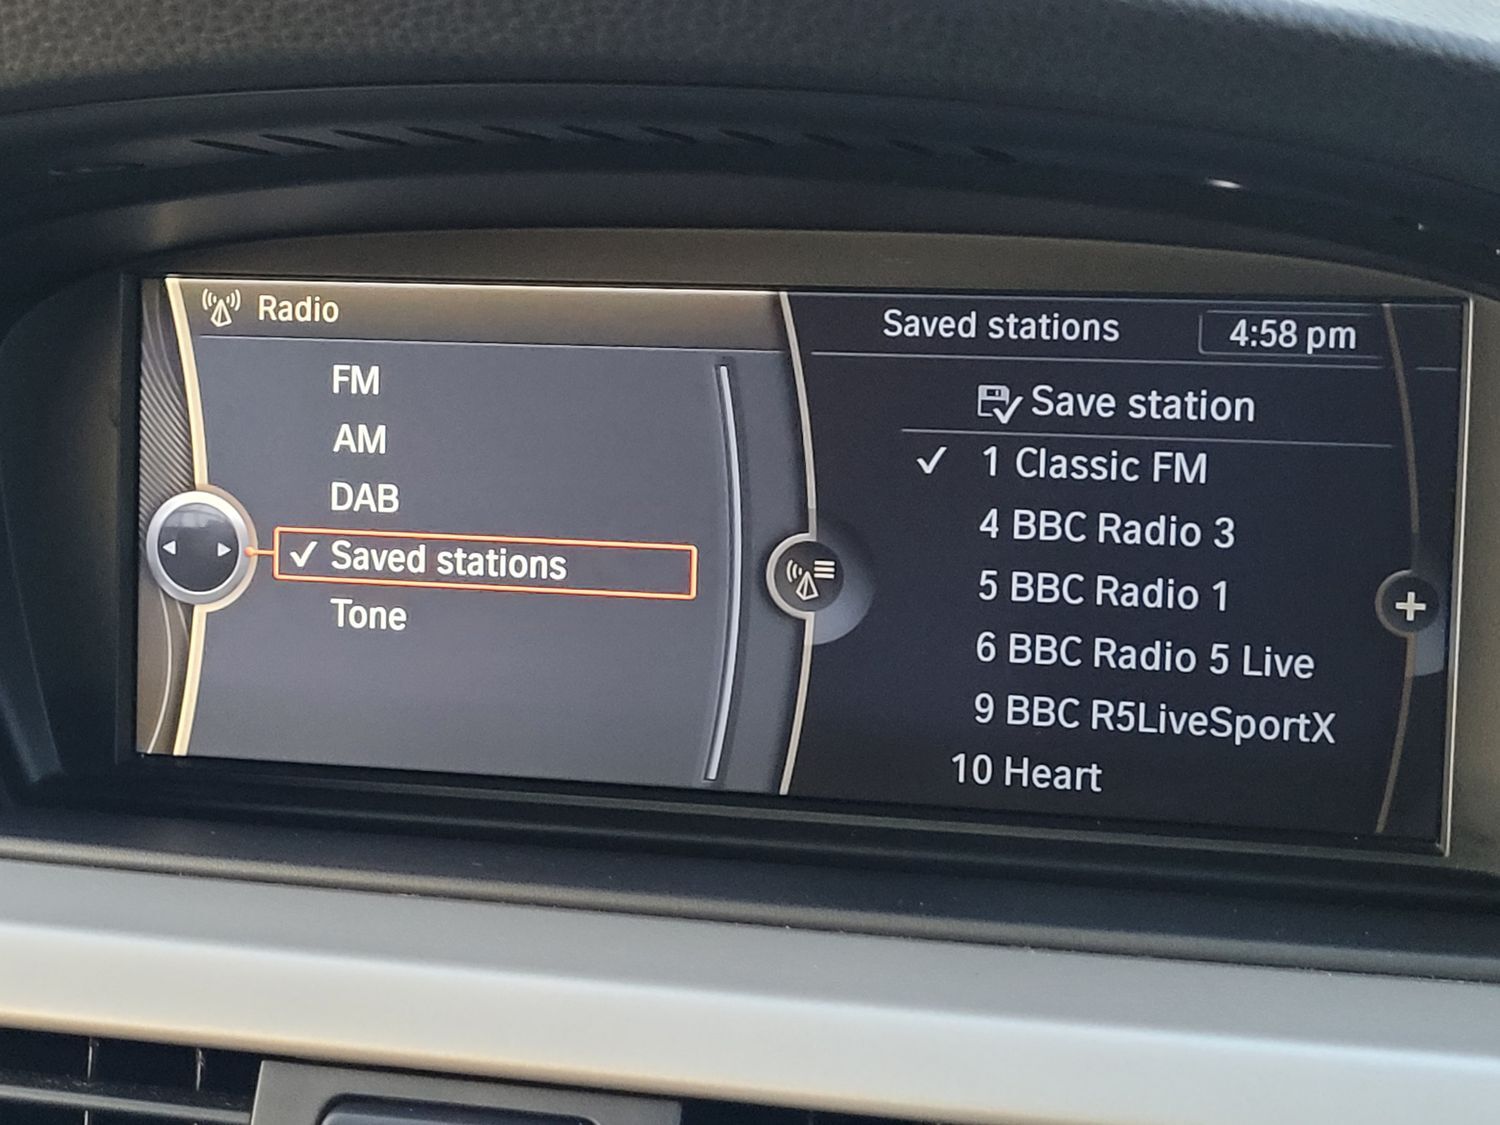 Radio
FM
AM
DAB
Saved stations
Tone
Saved stations
4:58 pm
Save station
1 Classic FM
4 BBC Radio 3
5 BBC Radio 1
6 BBC Radio 5 Live
9 BBC R5LiveSportX
10 Heart